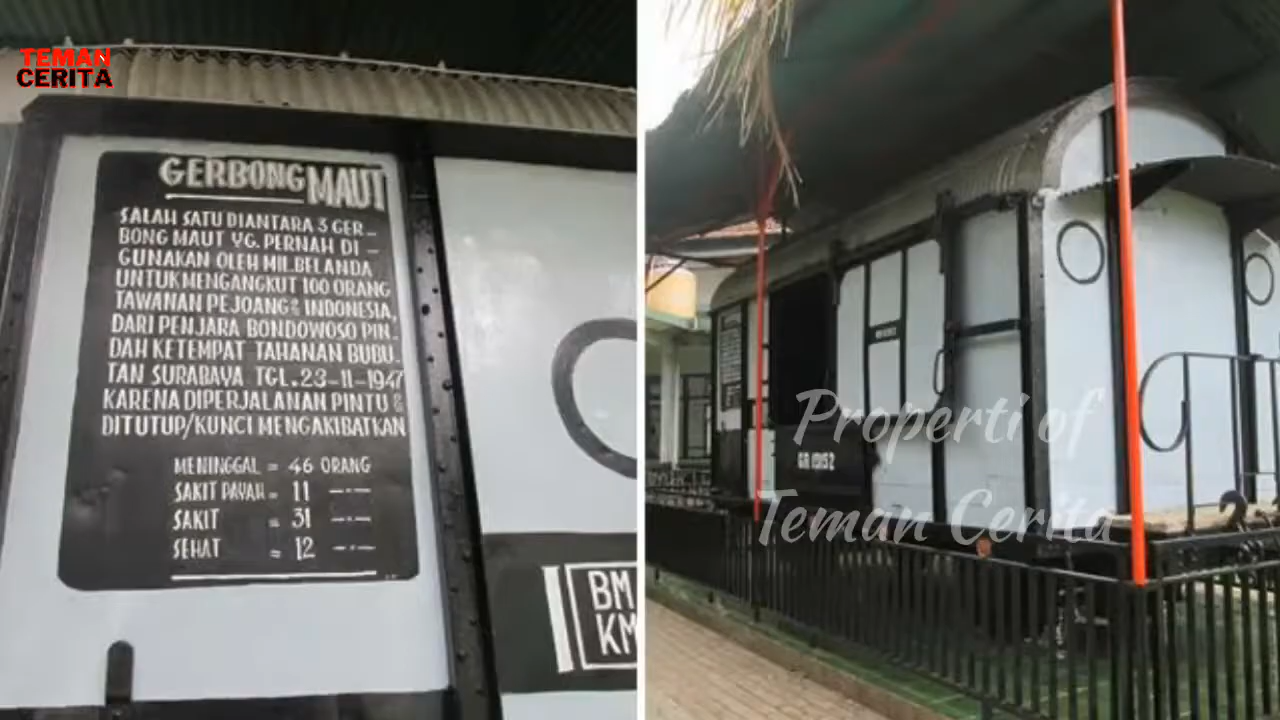 TEMAN
CERITA
GERBONG MAUT
SALAH SATU DIANTARA 3 GER-
BONG MAUT YG. PERNAH DI-
GUNAKAN OLEH MIL.BELANDA
UNTUK MENGANGKUT 100 ORANG
TAWANAN PEJOANG2 INDONESIA,
DARI PENJARA BONDOWOSO PIN-
DAH KETEMPAT TAHANAN BUBU-
TAN SURABAYA TGL. 23-11-1947
KARENA DIPERJALANAN PINTU2
DITUTUP/KUNCI MENGAKIBATKAN
MENINGGAL = 46 ORANG
SAKIT PAYAH = 11 -"-
SAKIT = 31 -"-
SEHAT = 12 -"-
BM
KM
GR 10152
Properti of
Teman Cerita